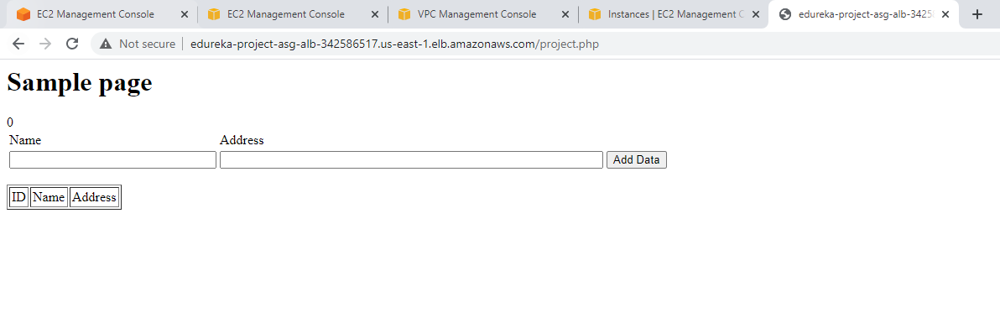 EC2 Management Console EC2 Management Console VPC Management Console Instances | EC2 Management C edureka-project-asg-alb-3425
Not secure edureka-project-asg-alb-342586517.us-east-1.elb.amazonaws.com/project.php
Sample page
0
Name Address
Add Data
ID Name Address